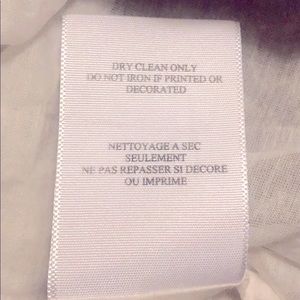 DRY CLEAN ONLY
DO NOT IRON IF PRINTED OR
DECORATED
NETTOYAGE A SEC
SEULEMENT
NE PAS REPASSER SI DECORE
OU IMPRIME